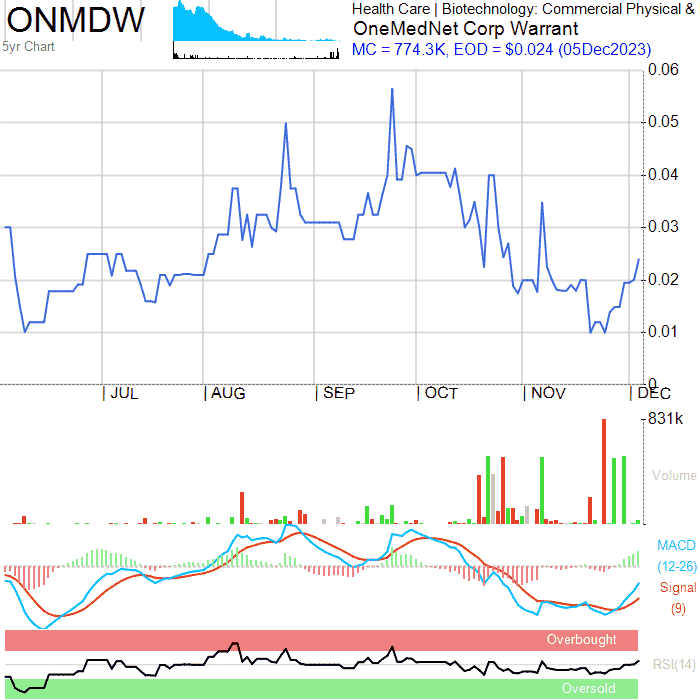 ONMDW
5yr Chart
Health Care | Biotechnology: Commercial Physical &
OneMedNet Corp Warrant
MC = 774.3K, EOD = $0.024 (05Dec2023)
0.06
0.05
0.04
0.03
0.02
0.01
0
JUL AUG SEP OCT NOV DEC
831K
Volume
MACD
(12-26)
Signal
(9)
Overbought
RSI(14)
Oversold